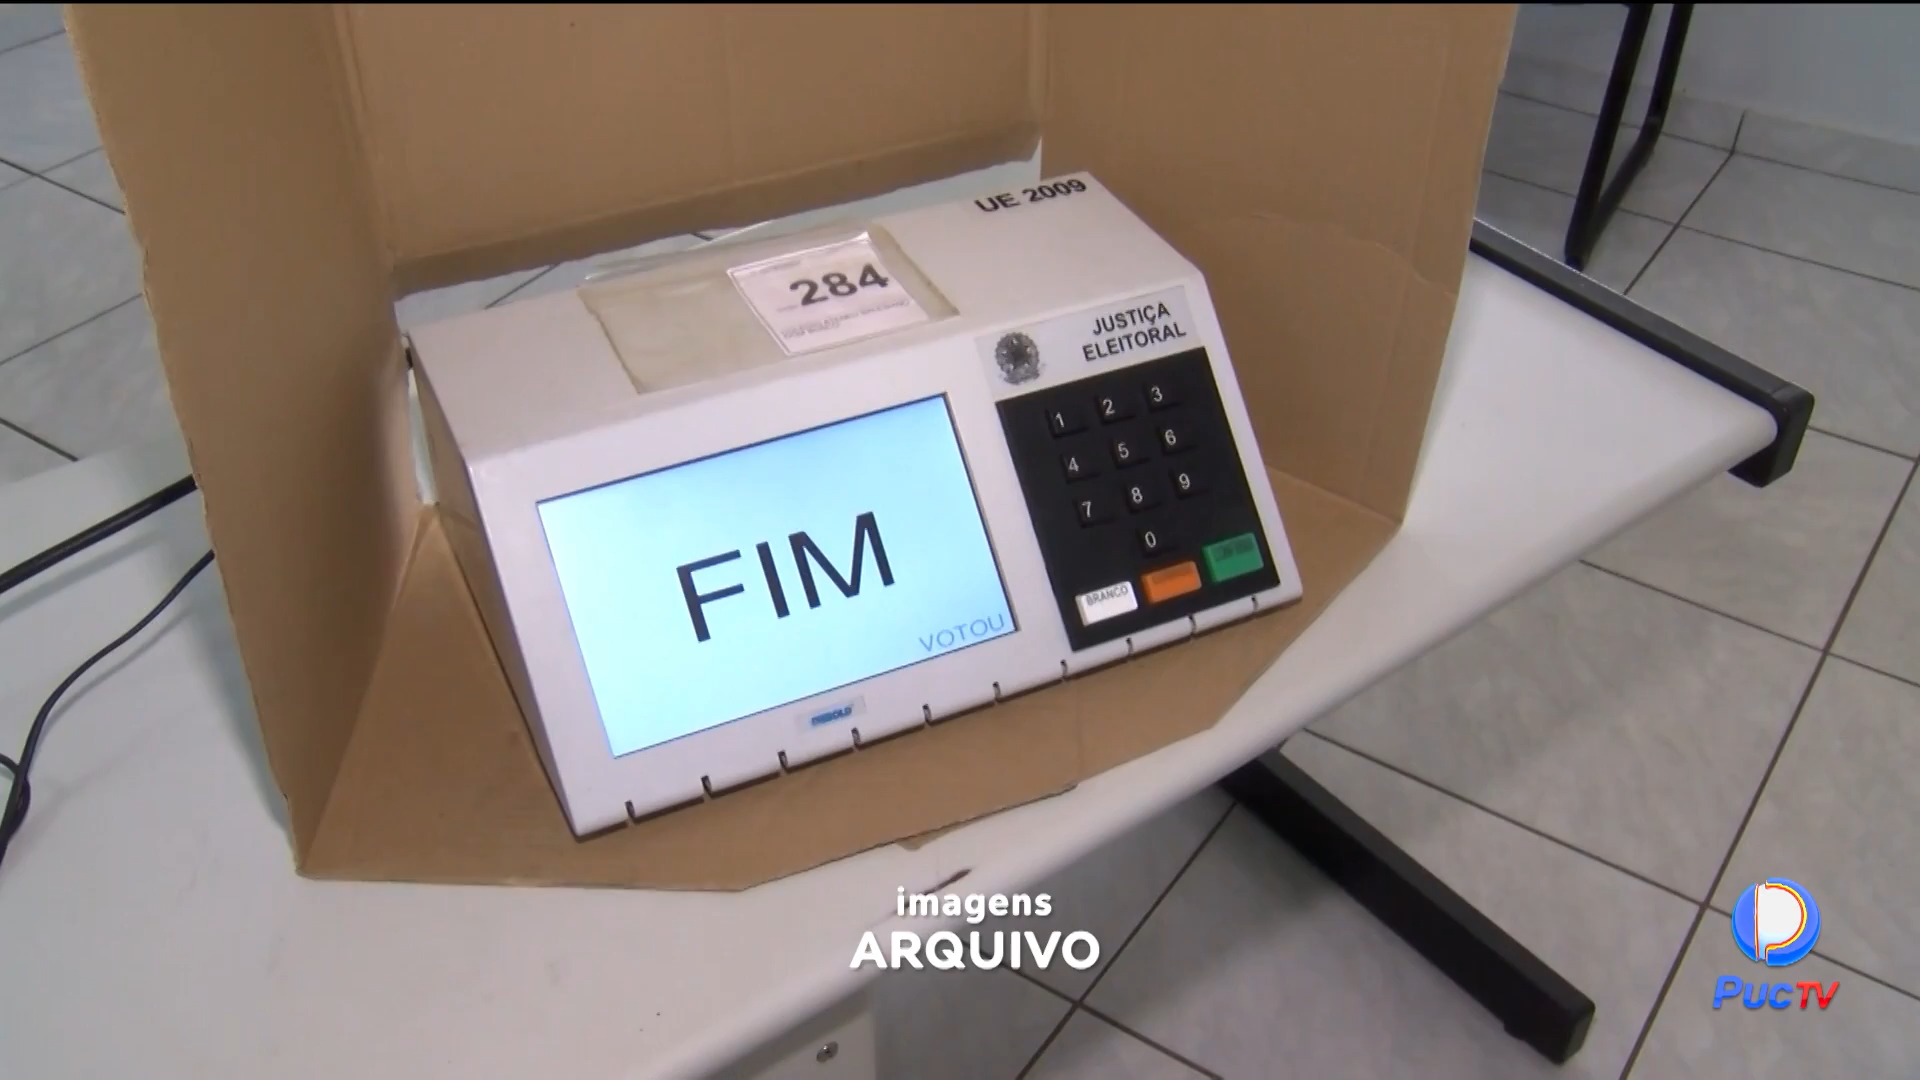 UE 2009
284
JUSTIÇA
ELEITORAL
1 2 3
4 5 6
7 8 9
0
BRANCO
FIM
VOTOU
DIEBOLD
imagens
ARQUIVO
PUCTV